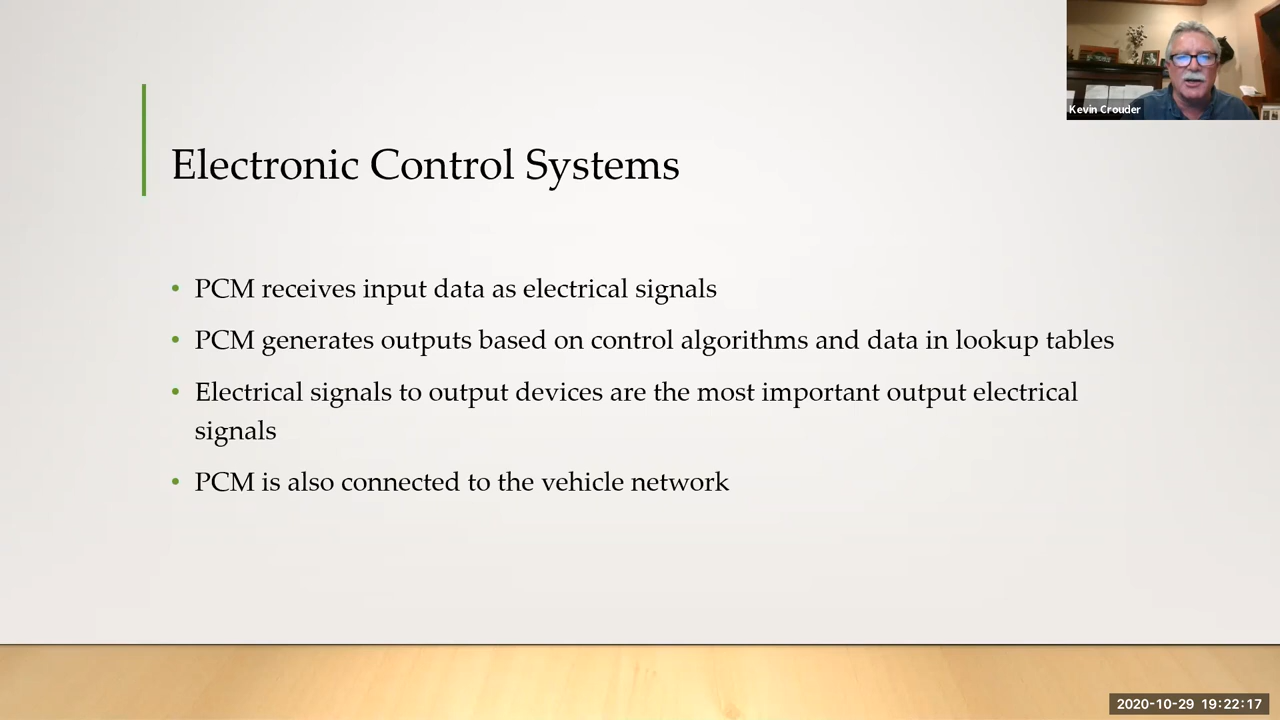 Kevin Crouder
Electronic Control Systems
• PCM receives input data as electrical signals
• PCM generates outputs based on control algorithms and data in lookup tables
• Electrical signals to output devices are the most important output electrical
signals
• PCM is also connected to the vehicle network
2020-10-29 19:22:17